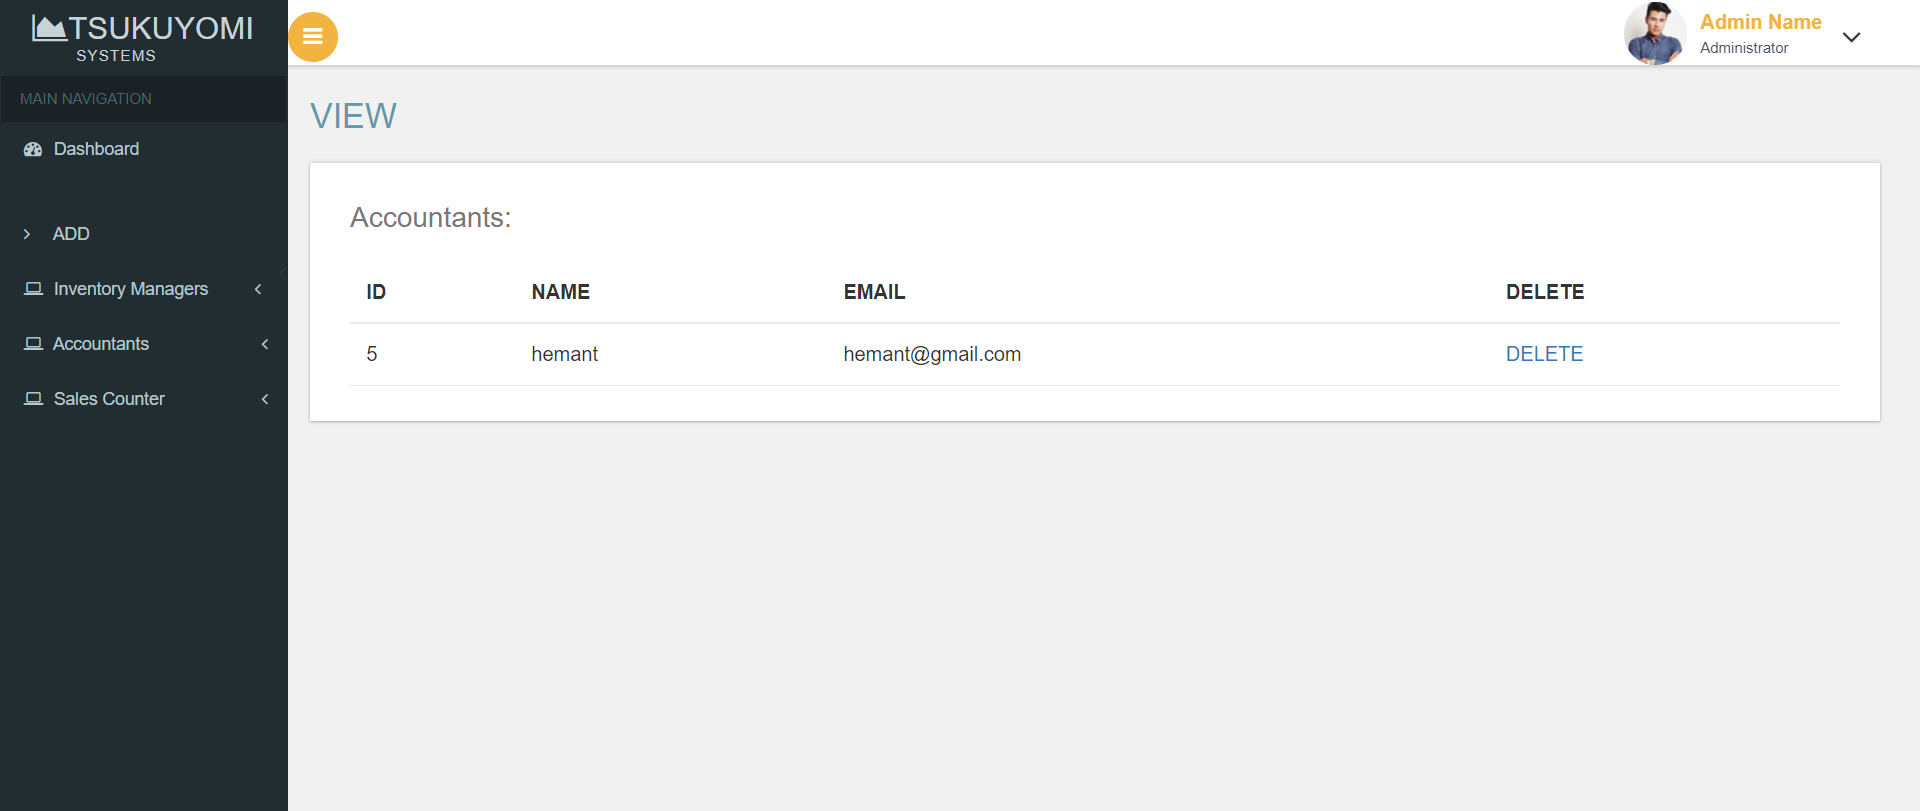 TSUKUYOMI
SYSTEMS
MAIN NAVIGATION
Dashboard
ADD
Inventory Managers
Accountants
Sales Counter
Admin Name
Administrator
VIEW
Accountants:
ID NAME EMAIL DELETE
5 hemant hemant@gmail.com DELETE